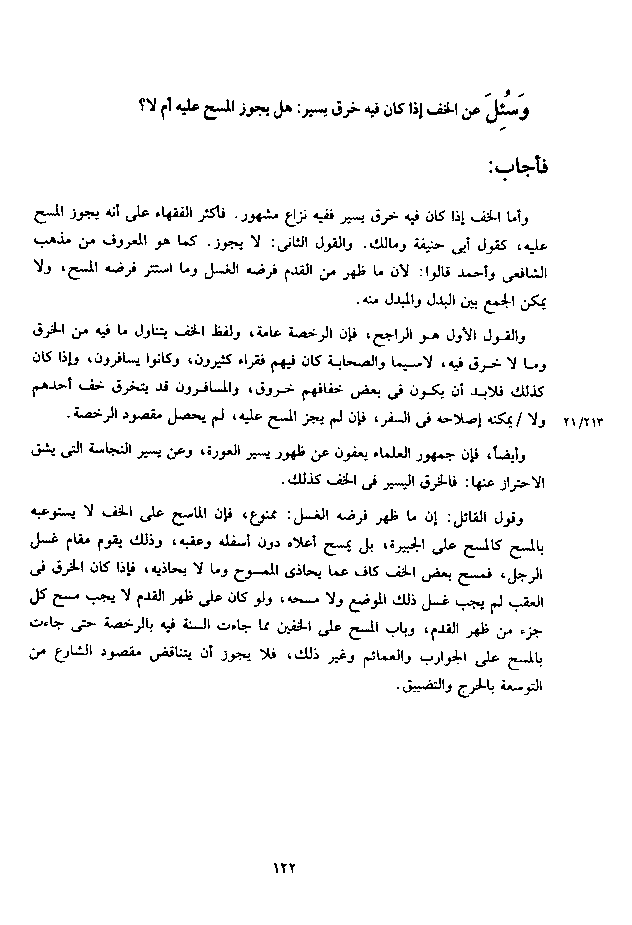 وَسُئِلَ عن الخف إذا كان فيه خرق يسير: هل يجوز المسح عليه أم لا؟
فأجاب:
وأما الخف إذا كان فيه خرق يسير ففيه نزاع مشهور. فأكثر الفقهاء على أنه يجوز المسح
عليه، كقول أبى حنيفة ومالك. والقول الثانى: لا يجوز. كما هو المعروف من مذهب
الشافعى وأحمد قالوا: لأن ما ظهر من القدم فرضه الغسل وما استتر فرضه المسح، ولا
يمكن الجمع بين البدل والمبدل منه.
والقول الأول هو الراجح، فإن الرخصة عامة، ولفظ الخف يتناول ما فيه من الخرق
وما لا خرق فيه، لاسيما والصحابة كان فيهم فقراء كثيرون، وكانوا يسافرون، وإذا كان
كذلك فلابد أن يكون فى بعض خفافهم خروق، والمسافرون قد يتخرق خف أحدهم
ولا / يمكنه إصلاحه فى السفر، فإن لم يجز المسح عليه، لم يحصل مقصود الرخصة.
٢١/٢١٣
وأيضاً، فإن جمهور العلماء يعفون عن ظهور يسير العورة، وعن يسير النجاسة التى يشق
الاحتراز عنها: فالخرق اليسير فى الخف كذلك.
وقول القائل: إن ما ظهر فرضه الغسل: ممنوع، فإن الماسح على الخف لا يستوعبه
بالمسح كالمسح على الجبيرة، بل يمسح أعلاه دون أسفله وعقبه، وذلك يقوم مقام غسل
الرجل، فمسح بعض الخف كاف عما يحاذى الممسوح وما لا يحاذيه، فإذا كان الخرق فى
العقب لم يجب غسل ذلك الموضع ولا مسحه، ولو كان على ظهر القدم لا يجب مسح كل
جزء من ظهر القدم، وباب المسح على الخفين مما جاءت السنة فيه بالرخصة حتى جاءت
بالمسح على الجوارب والعمائم وغير ذلك، فلا يجوز أن يتناقض مقصود الشارع من
التوسعة بالحرج والتضييق.
١٢٢